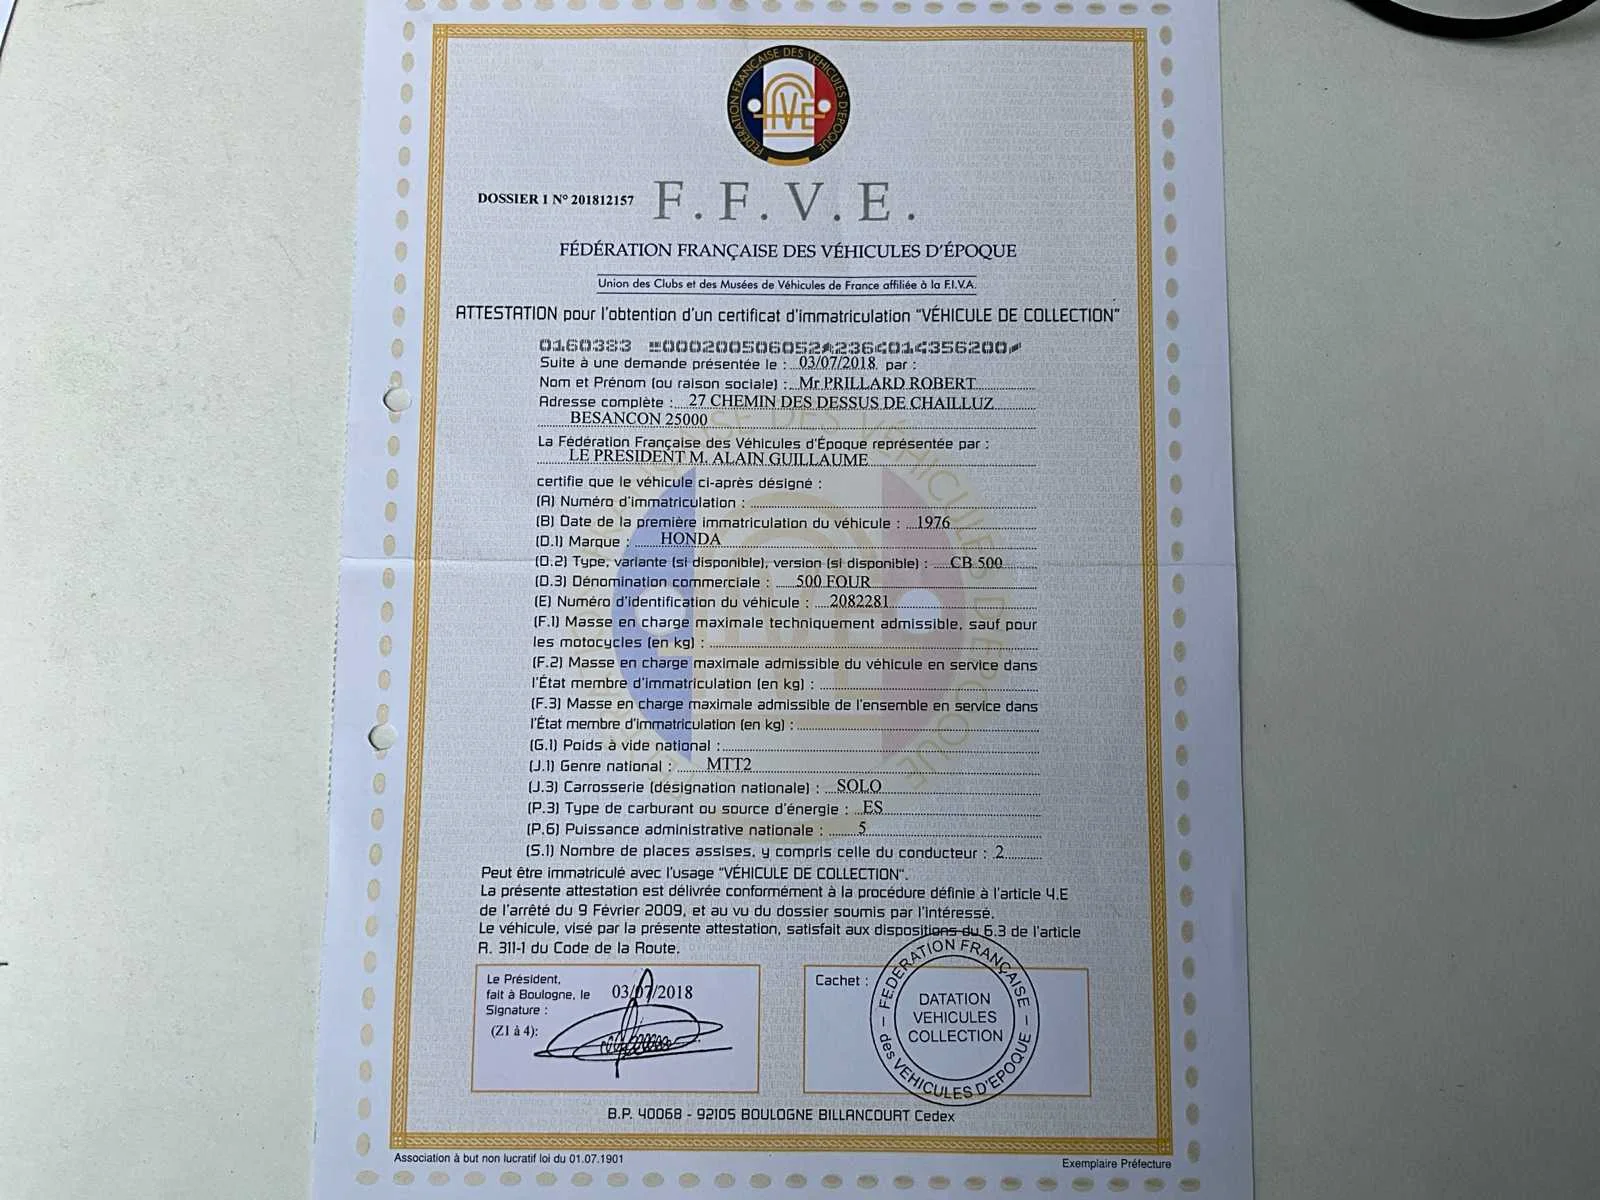 FÉDÉRATION FRANÇAISE DES VÉHICULES D'ÉPOQUE
FFVE
DOSSIER 1 N° 201812157
F.F.V.E.
FÉDÉRATION FRANÇAISE DES VÉHICULES D'ÉPOQUE
Union des Clubs et des Musées de Véhicules de France affiliée à la F.I.V.A.
ATTESTATION pour l'obtention d'un certificat d'immatriculation "VÉHICULE DE COLLECTION"
0160383
Suite à une demande présentée le : 03/07/2018 par :
Nom et Prénom (ou raison sociale) : Mr PRILLARD ROBERT
Adresse complète : 27 CHEMIN DES DESSUS DE CHAILLUZ
BESANCON 25000
La Fédération Française des Véhicules d'Époque représentée par :
LE PRESIDENT M. ALAIN GUILLAUME
certifie que le véhicule ci-après désigné :
(A) Numéro d'immatriculation :
(B) Date de la première immatriculation du véhicule : 1976
(D.1) Marque : HONDA
(D.2) Type, variante (si disponible), version (si disponible) : CB 500
(D.3) Dénomination commerciale : 500 FOUR
(E) Numéro d'identification du véhicule : 2082281
(F.1) Masse en charge maximale techniquement admissible, sauf pour
les motocycles (en kg) :
(F.2) Masse en charge maximale admissible du véhicule en service dans
l'État membre d'immatriculation (en kg) :
(F.3) Masse en charge maximale admissible de l'ensemble en service dans
l'État membre d'immatriculation (en kg) :
(G.1) Poids à vide national :
(J.1) Genre national : MTT2
(J.3) Carrosserie (désignation nationale) : SOLO
(P.3) Type de carburant ou source d'énergie : ES
(P.6) Puissance administrative nationale : 5
(S.1) Nombre de places assises, y compris celle du conducteur : 2
Peut être immatriculé avec l'usage "VÉHICULE DE COLLECTION".
La présente attestation est délivrée conformément à la procédure définie à l'article 4.E
de l'arrêté du 9 Février 2009, et au vu du dossier soumis par l'intéressé.
Le véhicule, visé par la présente attestation, satisfait aux dispositions du 6.3 de l'article
R. 311-1 du Code de la Route.
Le Président,
fait à Boulogne, le 03/07/2018
Signature :
(Z1 à 4):
Cachet :
FEDERATION FRANÇAISE
des VEHICULES D'EPOQUE
DATATION
VEHICULES
COLLECTION
B.P. 40068 - 92105 BOULOGNE BILLANCOURT Cedex
Association à but non lucratif loi du 01.07.1901
Exemplaire Préfecture